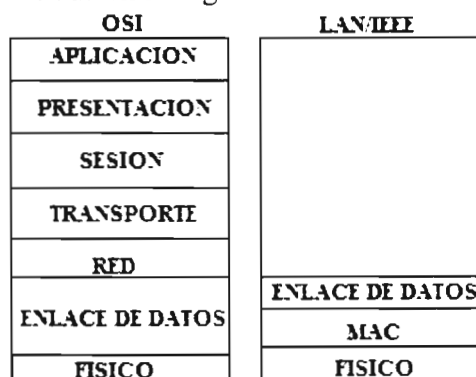 OSI
APLICACION
PRESENTACION
SESION
TRANSPORTE
RED
ENLACE DE DATOS
FISICO
LAN/IEEE
ENLACE DE DATOS
MAC
FISICO